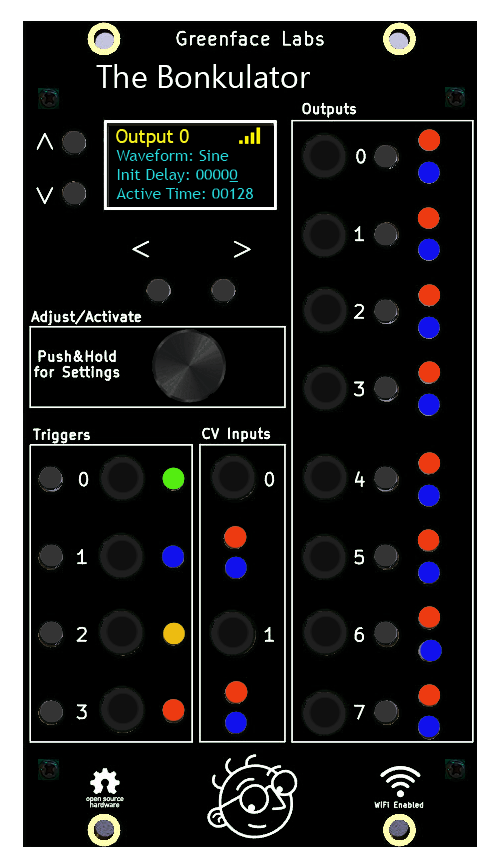 Greenface Labs
The Bonkulator
Outputs
Output 0
Waveform: Sine
Init Delay: 00000
Active Time: 00128
<
>
Adjust/Activate
Push&Hold
for Settings
Triggers
0
1
2
3
CV Inputs
0
1
0
1
2
3
4
5
6
7
open source
hardware
WiFi Enabled